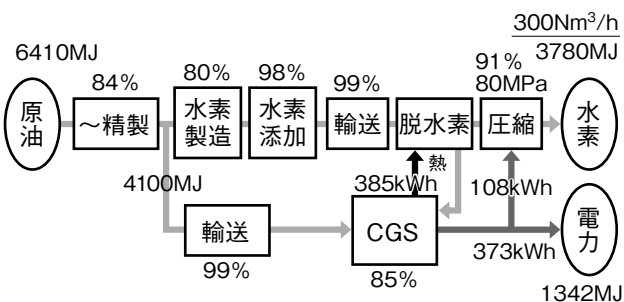 300Nm³/h
6410MJ
3780MJ
84%
80%
98%
99%
91%
80MPa
原油
～精製
水素製造
水素添加
輸送
脱水素
圧縮
水素
熱
4100MJ
385kWh
108kWh
輸送
CGS
電力
373kWh
99%
85%
1342MJ